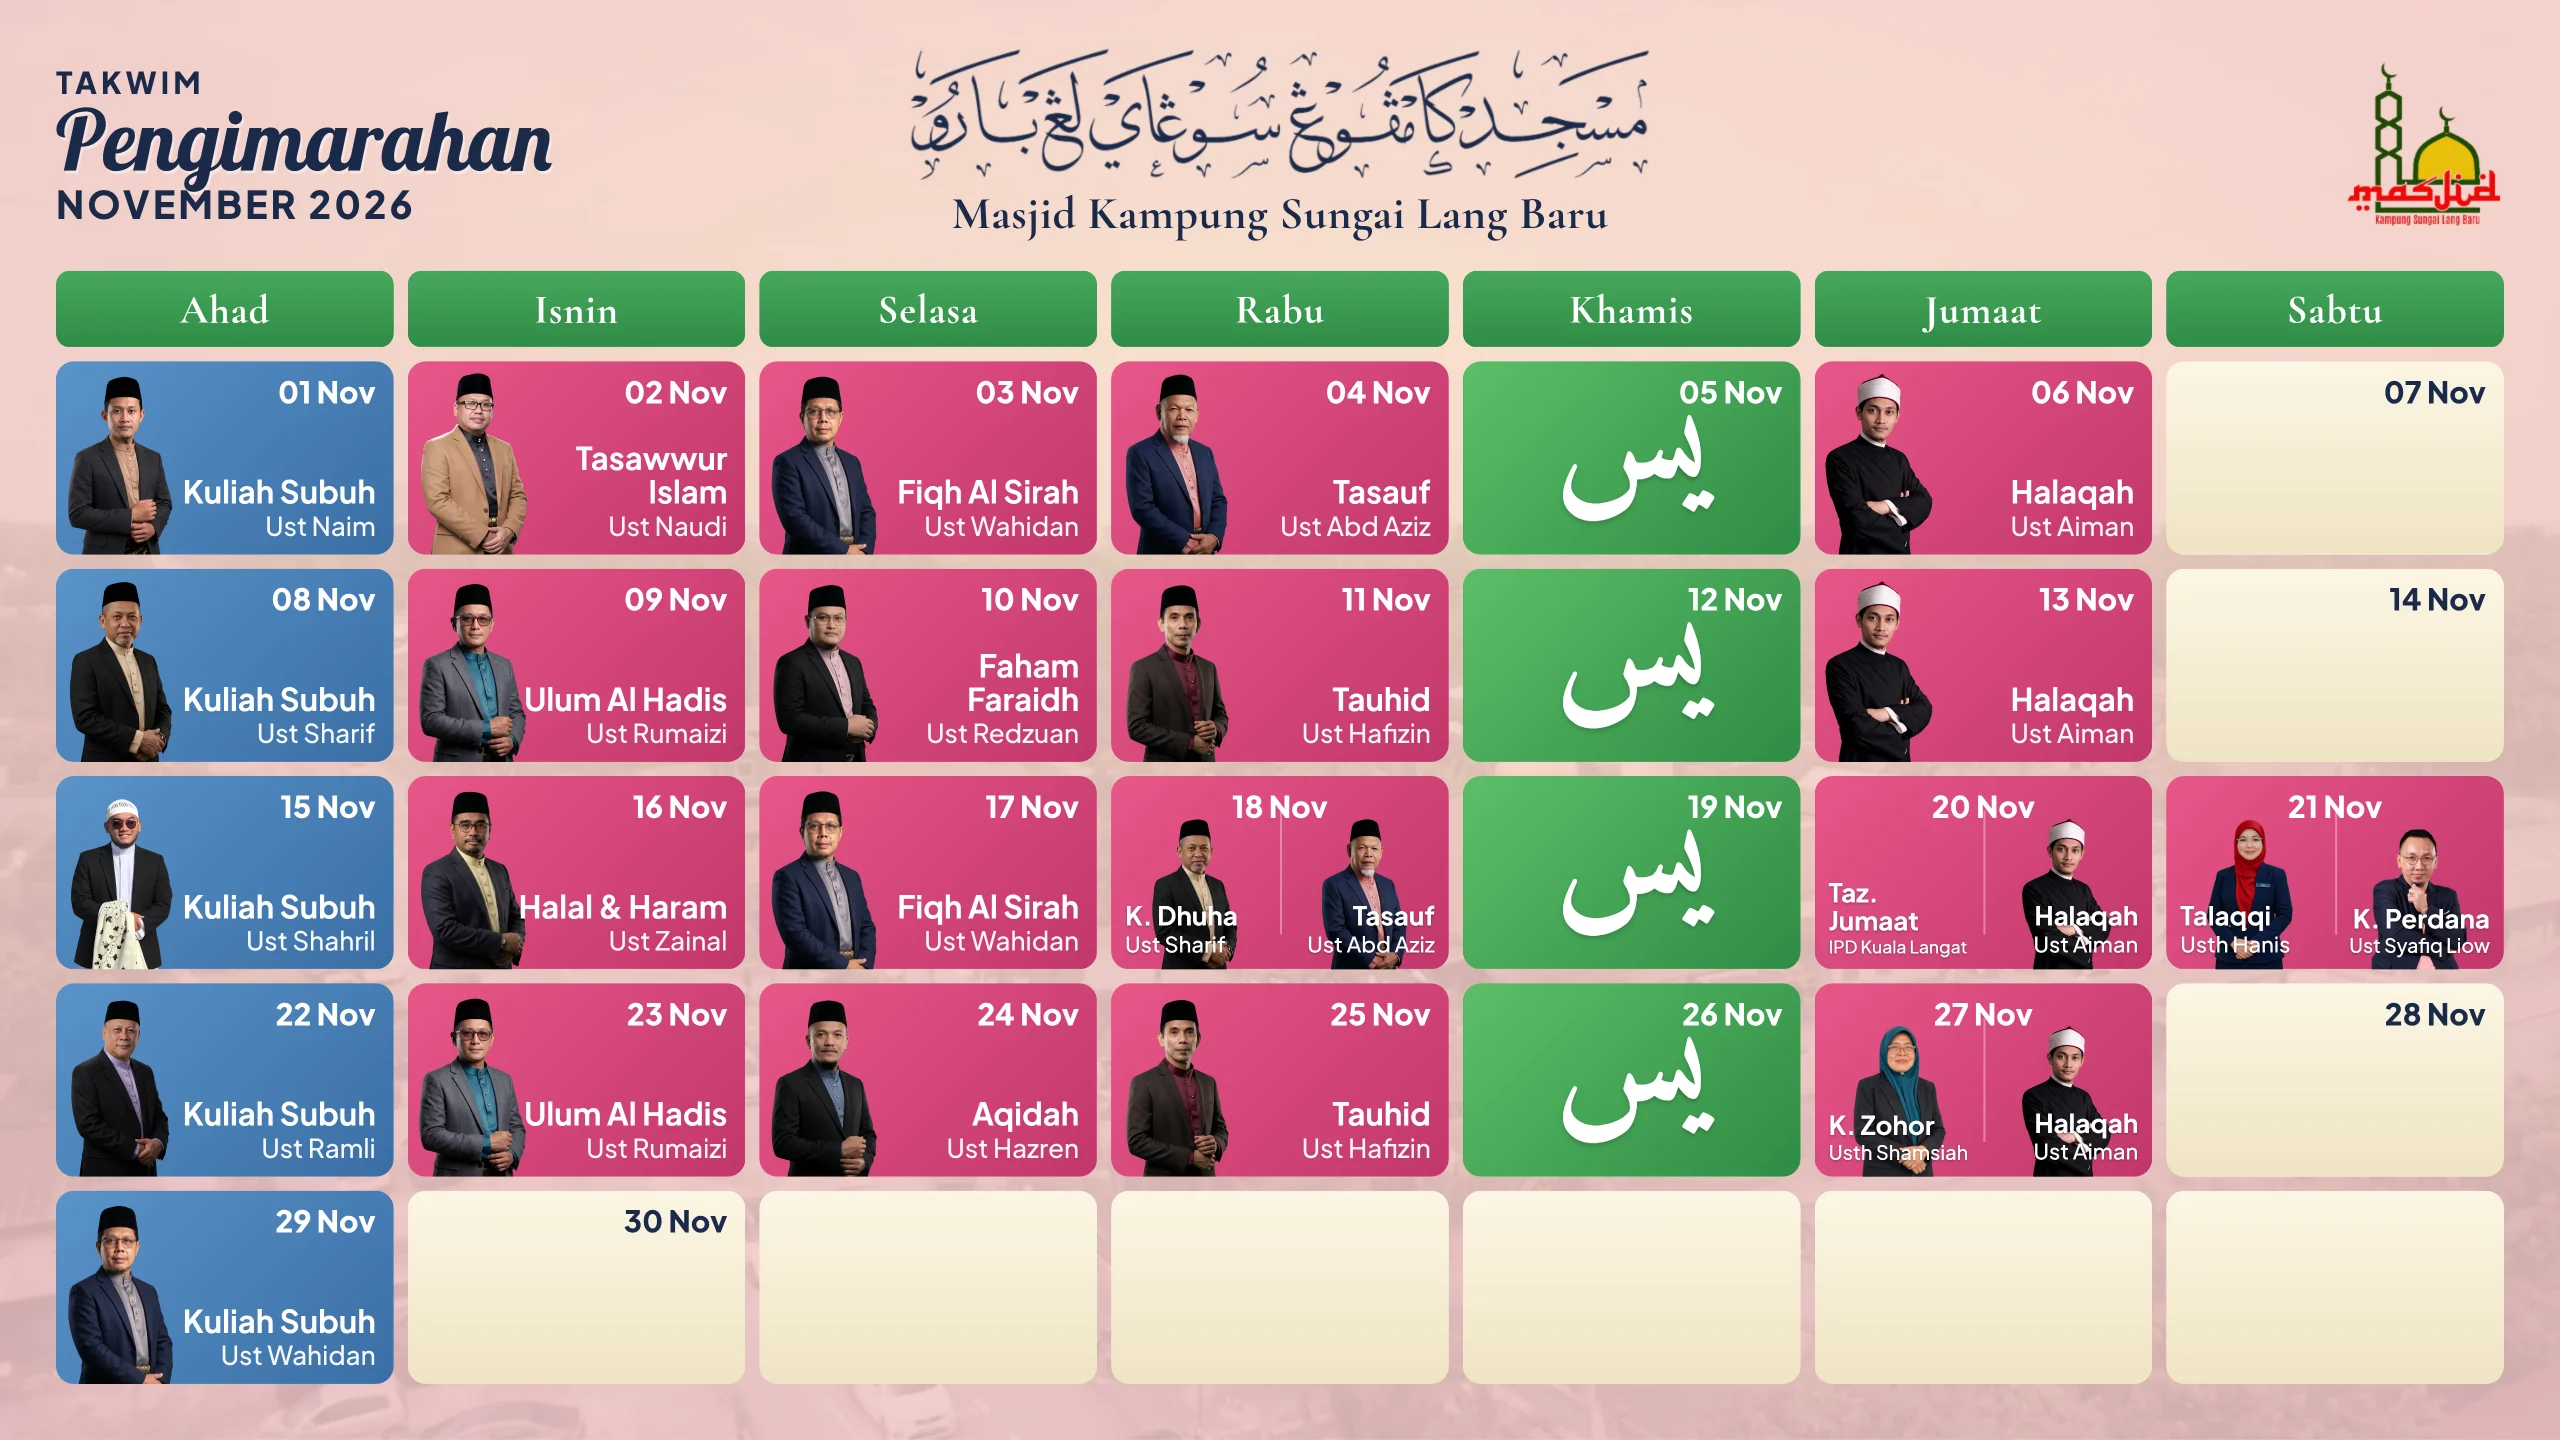 TAKWIM
Pengimarahan
NOVEMBER 2026
مسجد کامڤوڠ سوڠاي لڠ بارو
Masjid Kampung Sungai Lang Baru
masjid
Kampung Sungai Lang Baru
Ahad
Isnin
Selasa
Rabu
Khamis
Jumaat
Sabtu
01 Nov
Kuliah Subuh
Ust Naim
02 Nov
Tasawwur
Islam
Ust Naudi
03 Nov
Fiqh Al Sirah
Ust Wahidan
04 Nov
Tasauf
Ust Abd Aziz
05 Nov
يس
06 Nov
Halaqah
Ust Aiman
07 Nov
08 Nov
Kuliah Subuh
Ust Sharif
09 Nov
Ulum Al Hadis
Ust Rumaizi
10 Nov
Faham
Faraidh
Ust Redzuan
11 Nov
Tauhid
Ust Hafizin
12 Nov
يس
13 Nov
Halaqah
Ust Aiman
14 Nov
15 Nov
Kuliah Subuh
Ust Shahril
16 Nov
Halal & Haram
Ust Zainal
17 Nov
Fiqh Al Sirah
Ust Wahidan
18 Nov
K. Dhuha
Ust Sharif
Tasauf
Ust Abd Aziz
19 Nov
يس
20 Nov
Taz.
Jumaat
IPD Kuala Langat
Halaqah
Ust Aiman
21 Nov
Talaqqi
Usth Hanis
K. Perdana
Ust Syafiq Liow
22 Nov
Kuliah Subuh
Ust Ramli
23 Nov
Ulum Al Hadis
Ust Rumaizi
24 Nov
Aqidah
Ust Hazren
25 Nov
Tauhid
Ust Hafizin
26 Nov
يس
27 Nov
K. Zohor
Usth Shamsiah
Halaqah
Ust Aiman
28 Nov
29 Nov
Kuliah Subuh
Ust Wahidan
30 Nov